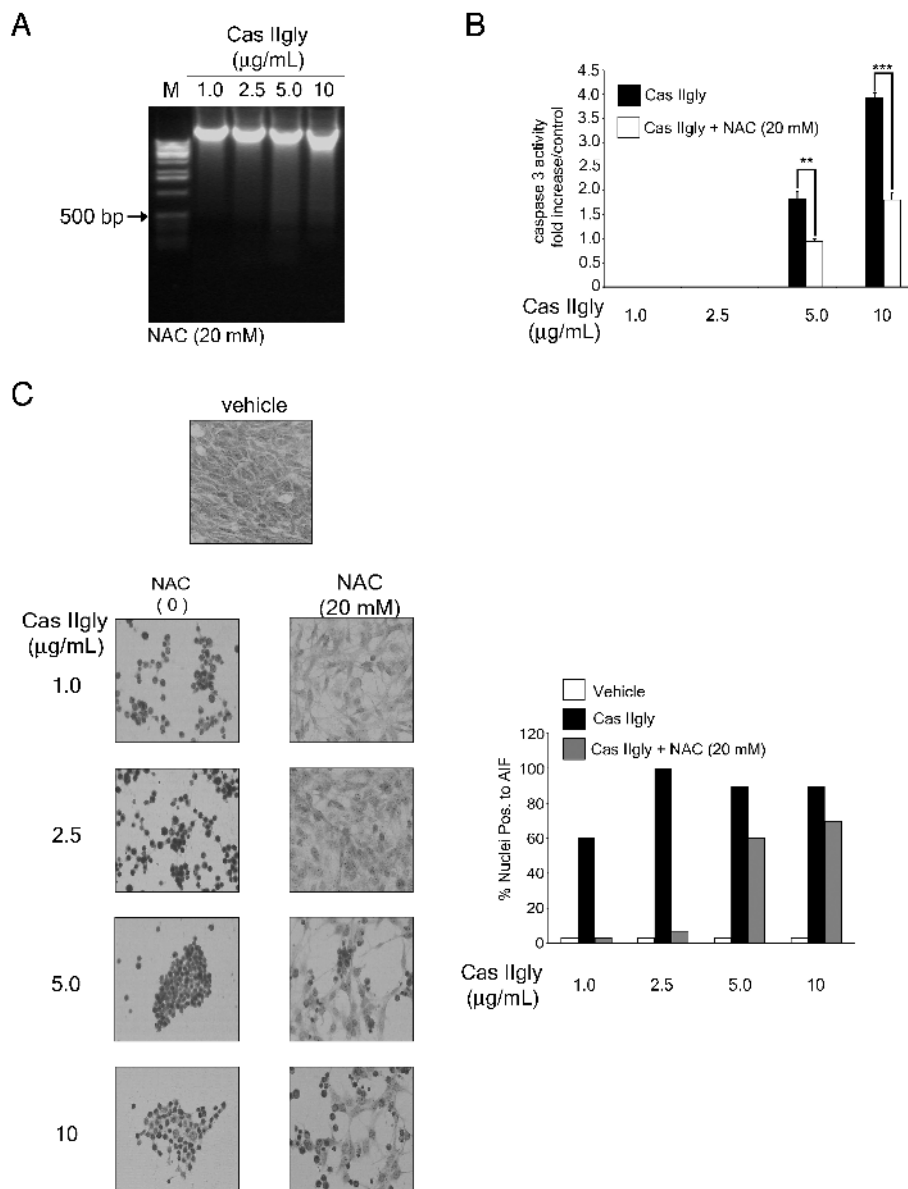 A
Cas IIgly
(µg/mL)
M 1.0 2.5 5.0 10
500 bp
NAC (20 mM)
B
4.5
4.0
3.5
3.0
2.5
2.0
1.5
1.0
0.5
0
caspase 3 activity
fold increase/control
Cas IIgly
Cas IIgly + NAC (20 mM)
**
***
Cas IIgly
(µg/mL)
1.0 2.5 5.0 10
C
vehicle
NAC
( 0 )
NAC
(20 mM)
Cas IIgly
(µg/mL)
1.0
2.5
5.0
10
Vehicle
Cas IIgly
Cas IIgly + NAC (20 mM)
120
100
80
60
40
20
0
% Nuclei Pos. to AIF
Cas IIgly
(µg/mL)
1.0 2.5 5.0 10